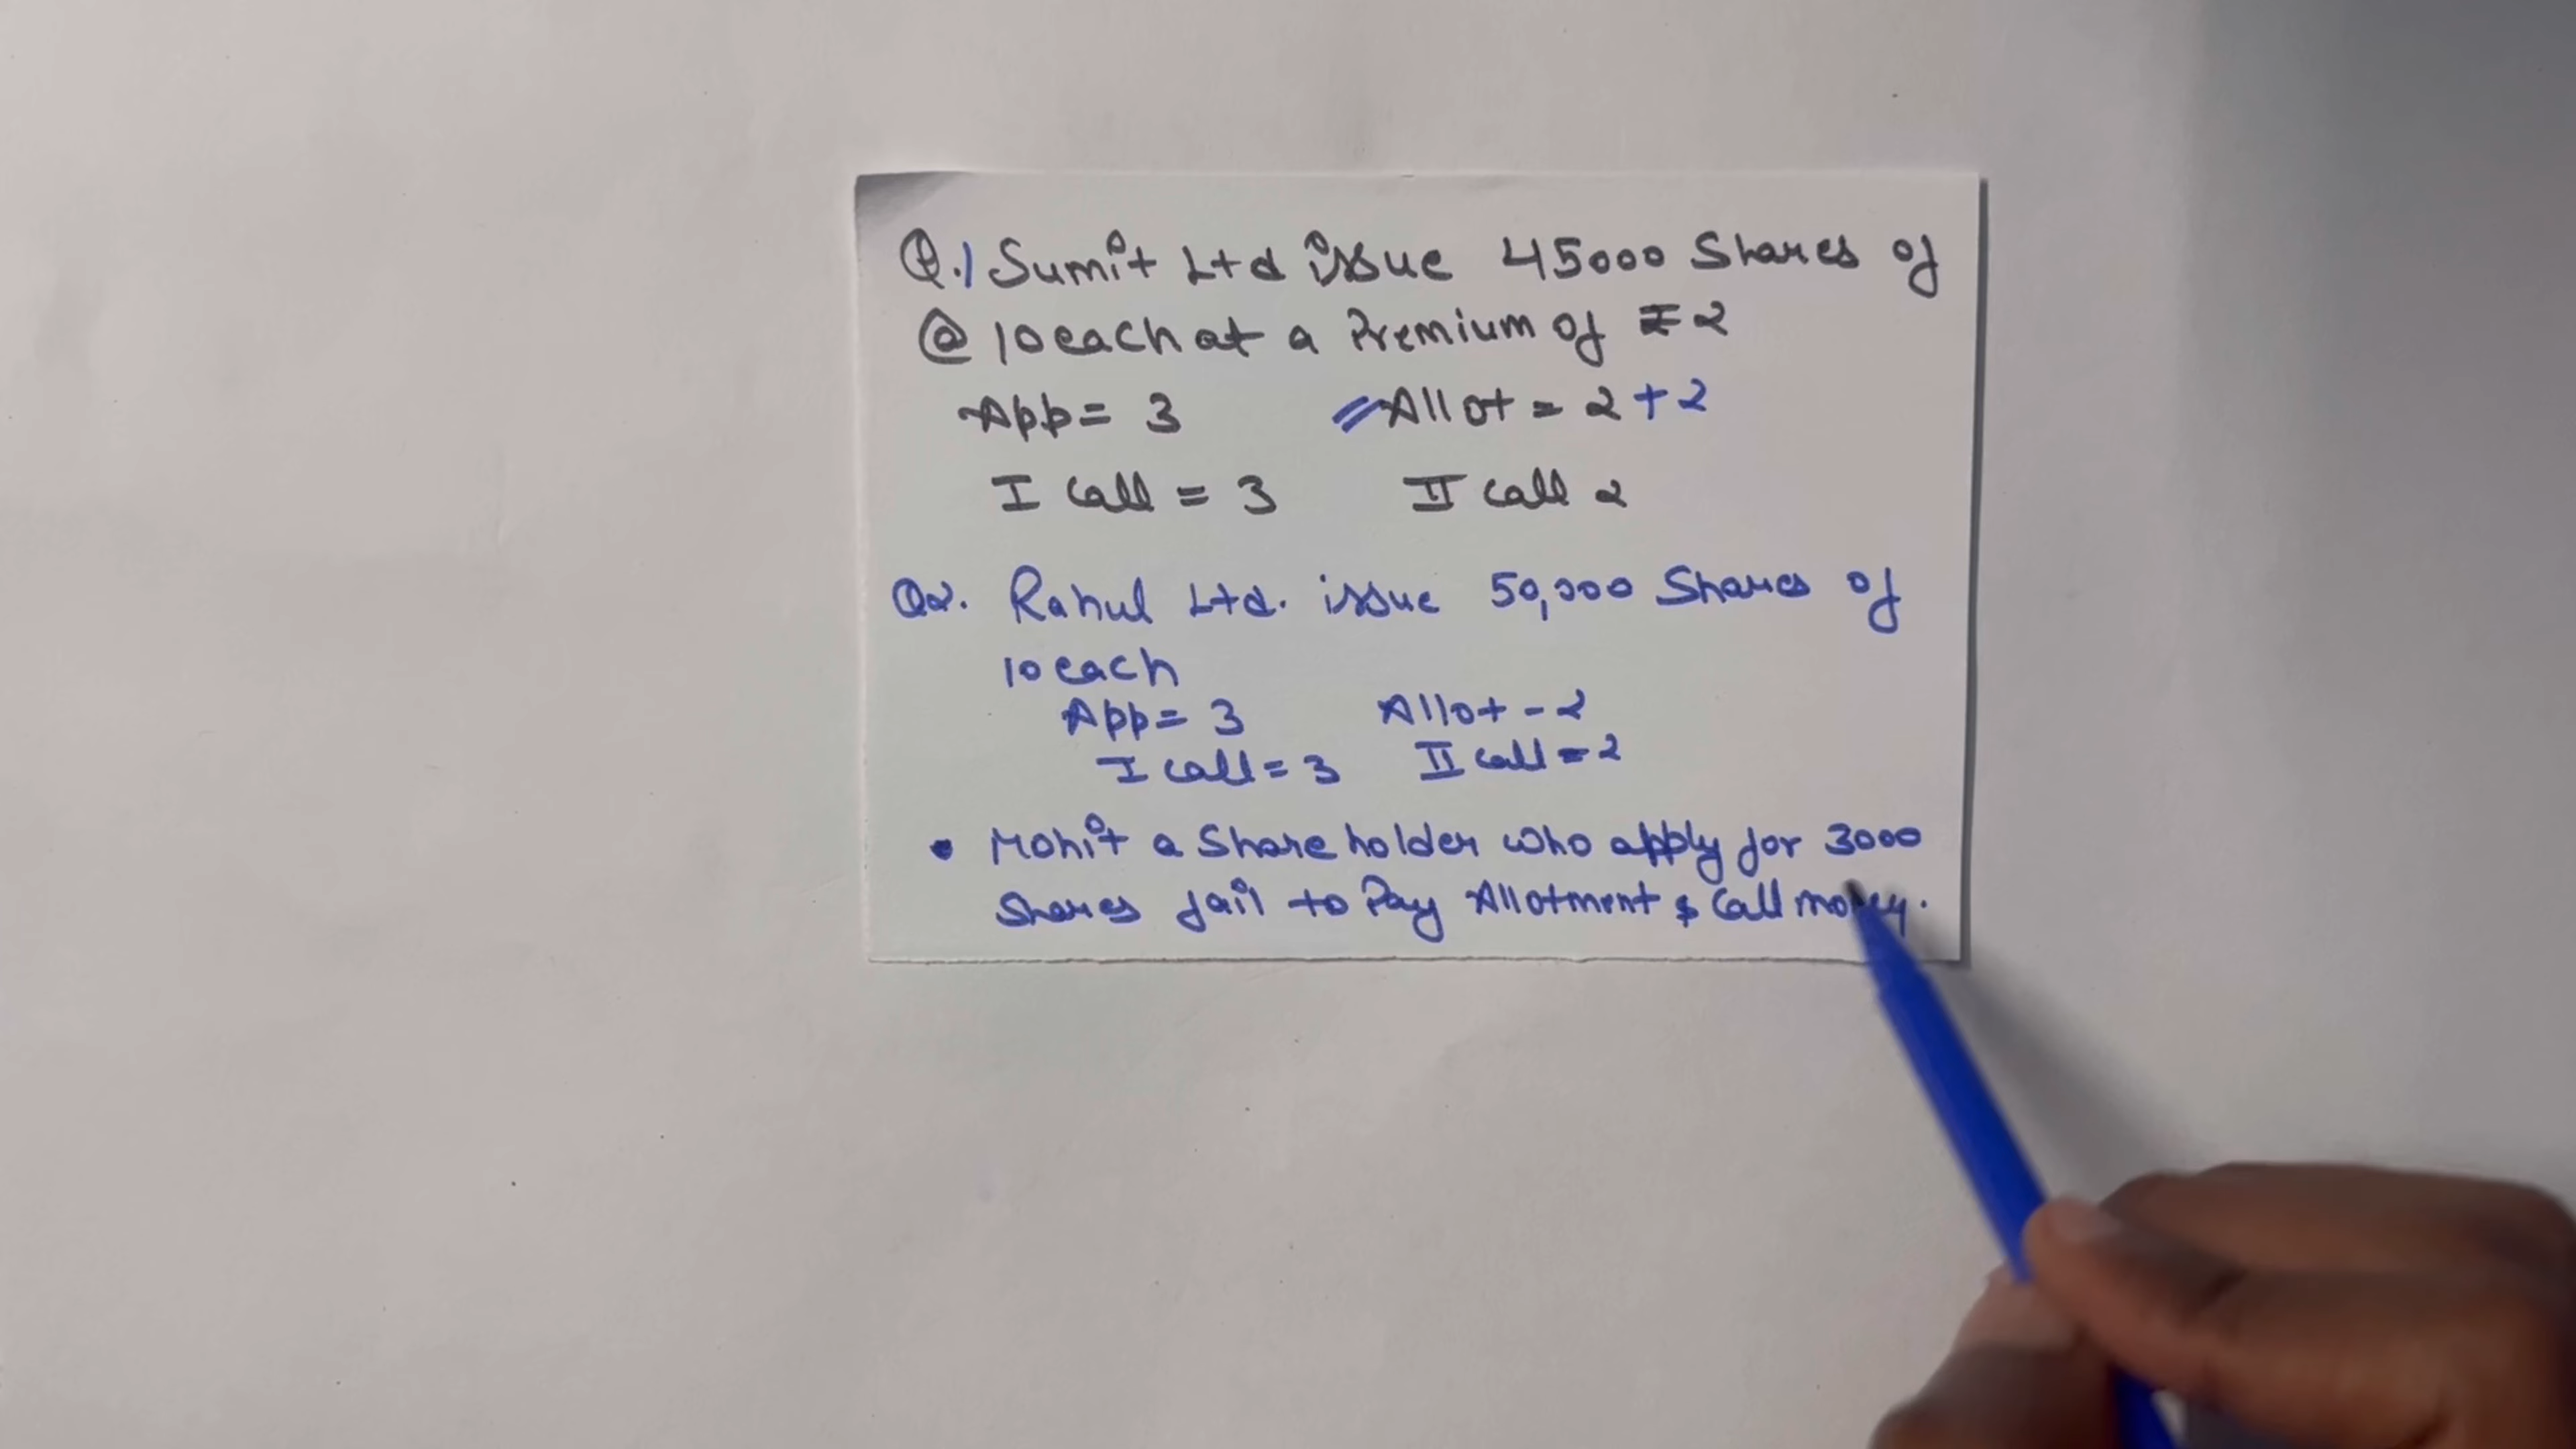 Q.1 Sumit Ltd issue 45000 Shares of
@ 10 each at a Premium of ₹2
App = 3 Allot = 2 + 2
I Call = 3 II Call 2
Q2. Rahul Ltd. issue 50,000 Shares of
10 each
App = 3 Allot - 2
I call = 3 II call = 2
• Mohit a Share holder who apply for 3000
Shares fail to Pay Allotment & Call money.